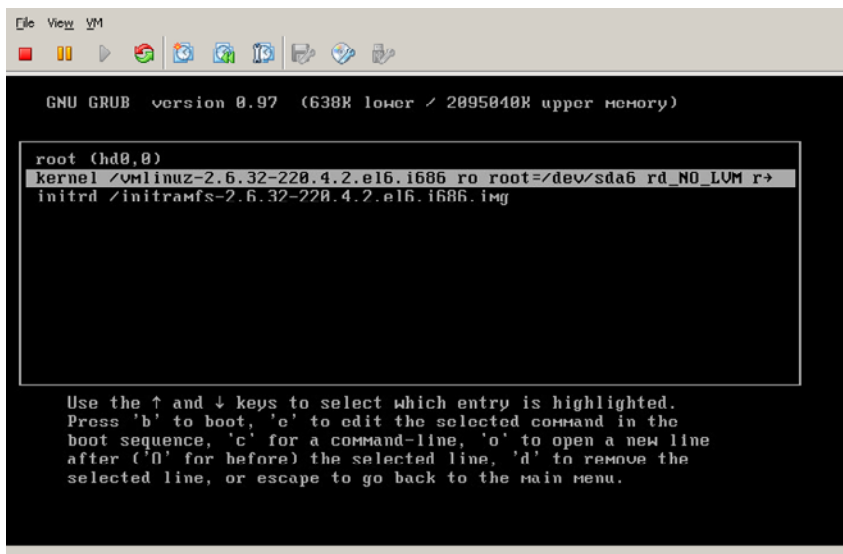 File View VM
GNU GRUB version 0.97 (638K lower / 2095040K upper memory)
root (hd0,0)
kernel /vmlinuz-2.6.32-220.4.2.el6.i686 ro root=/dev/sda6 rd_NO_LVM r→
initrd /initramfs-2.6.32-220.4.2.el6.i686.img
Use the ↑ and ↓ keys to select which entry is highlighted.
Press 'b' to boot, 'e' to edit the selected command in the
boot sequence, 'c' for a command-line, 'o' to open a new line
after ('O' for before) the selected line, 'd' to remove the
selected line, or escape to go back to the main menu.